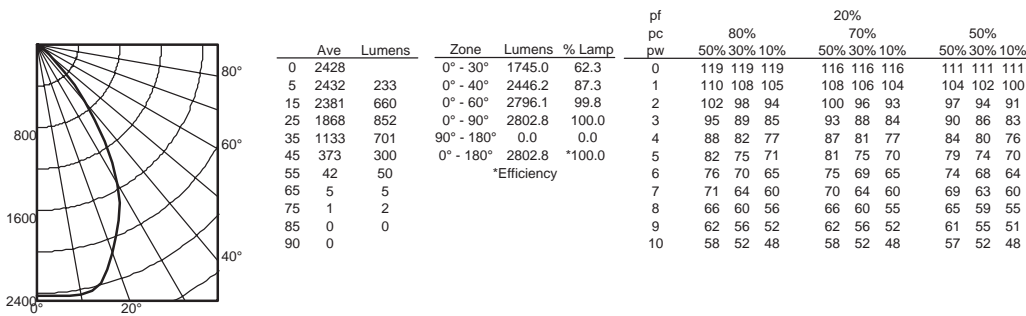 800
1600
2400
0°
20°
40°
60°
80°
Ave Lumens
0 2428
5 2432 233
15 2381 660
25 1868 852
35 1133 701
45 373 300
55 42 50
65 5 5
75 1 2
85 0 0
90 0
Zone Lumens % Lamp
0° - 30° 1745.0 62.3
0° - 40° 2446.2 87.3
0° - 60° 2796.1 99.8
0° - 90° 2802.8 100.0
90° - 180° 0.0 0.0
0° - 180° 2802.8 *100.0
*Efficiency
pf 20%
pc 80% 70% 50%
pw 50% 30% 10% 50% 30% 10% 50% 30% 10%
0 119 119 119 116 116 116 111 111 111
1 110 108 105 108 106 104 104 102 100
2 102 98 94 100 96 93 97 94 91
3 95 89 85 93 88 84 90 86 83
4 88 82 77 87 81 77 84 80 76
5 82 75 71 81 75 70 79 74 70
6 76 70 65 75 69 65 74 68 64
7 71 64 60 70 64 60 69 63 60
8 66 60 56 66 60 55 65 59 55
9 62 56 52 62 56 52 61 55 51
10 58 52 48 58 52 48 57 52 48